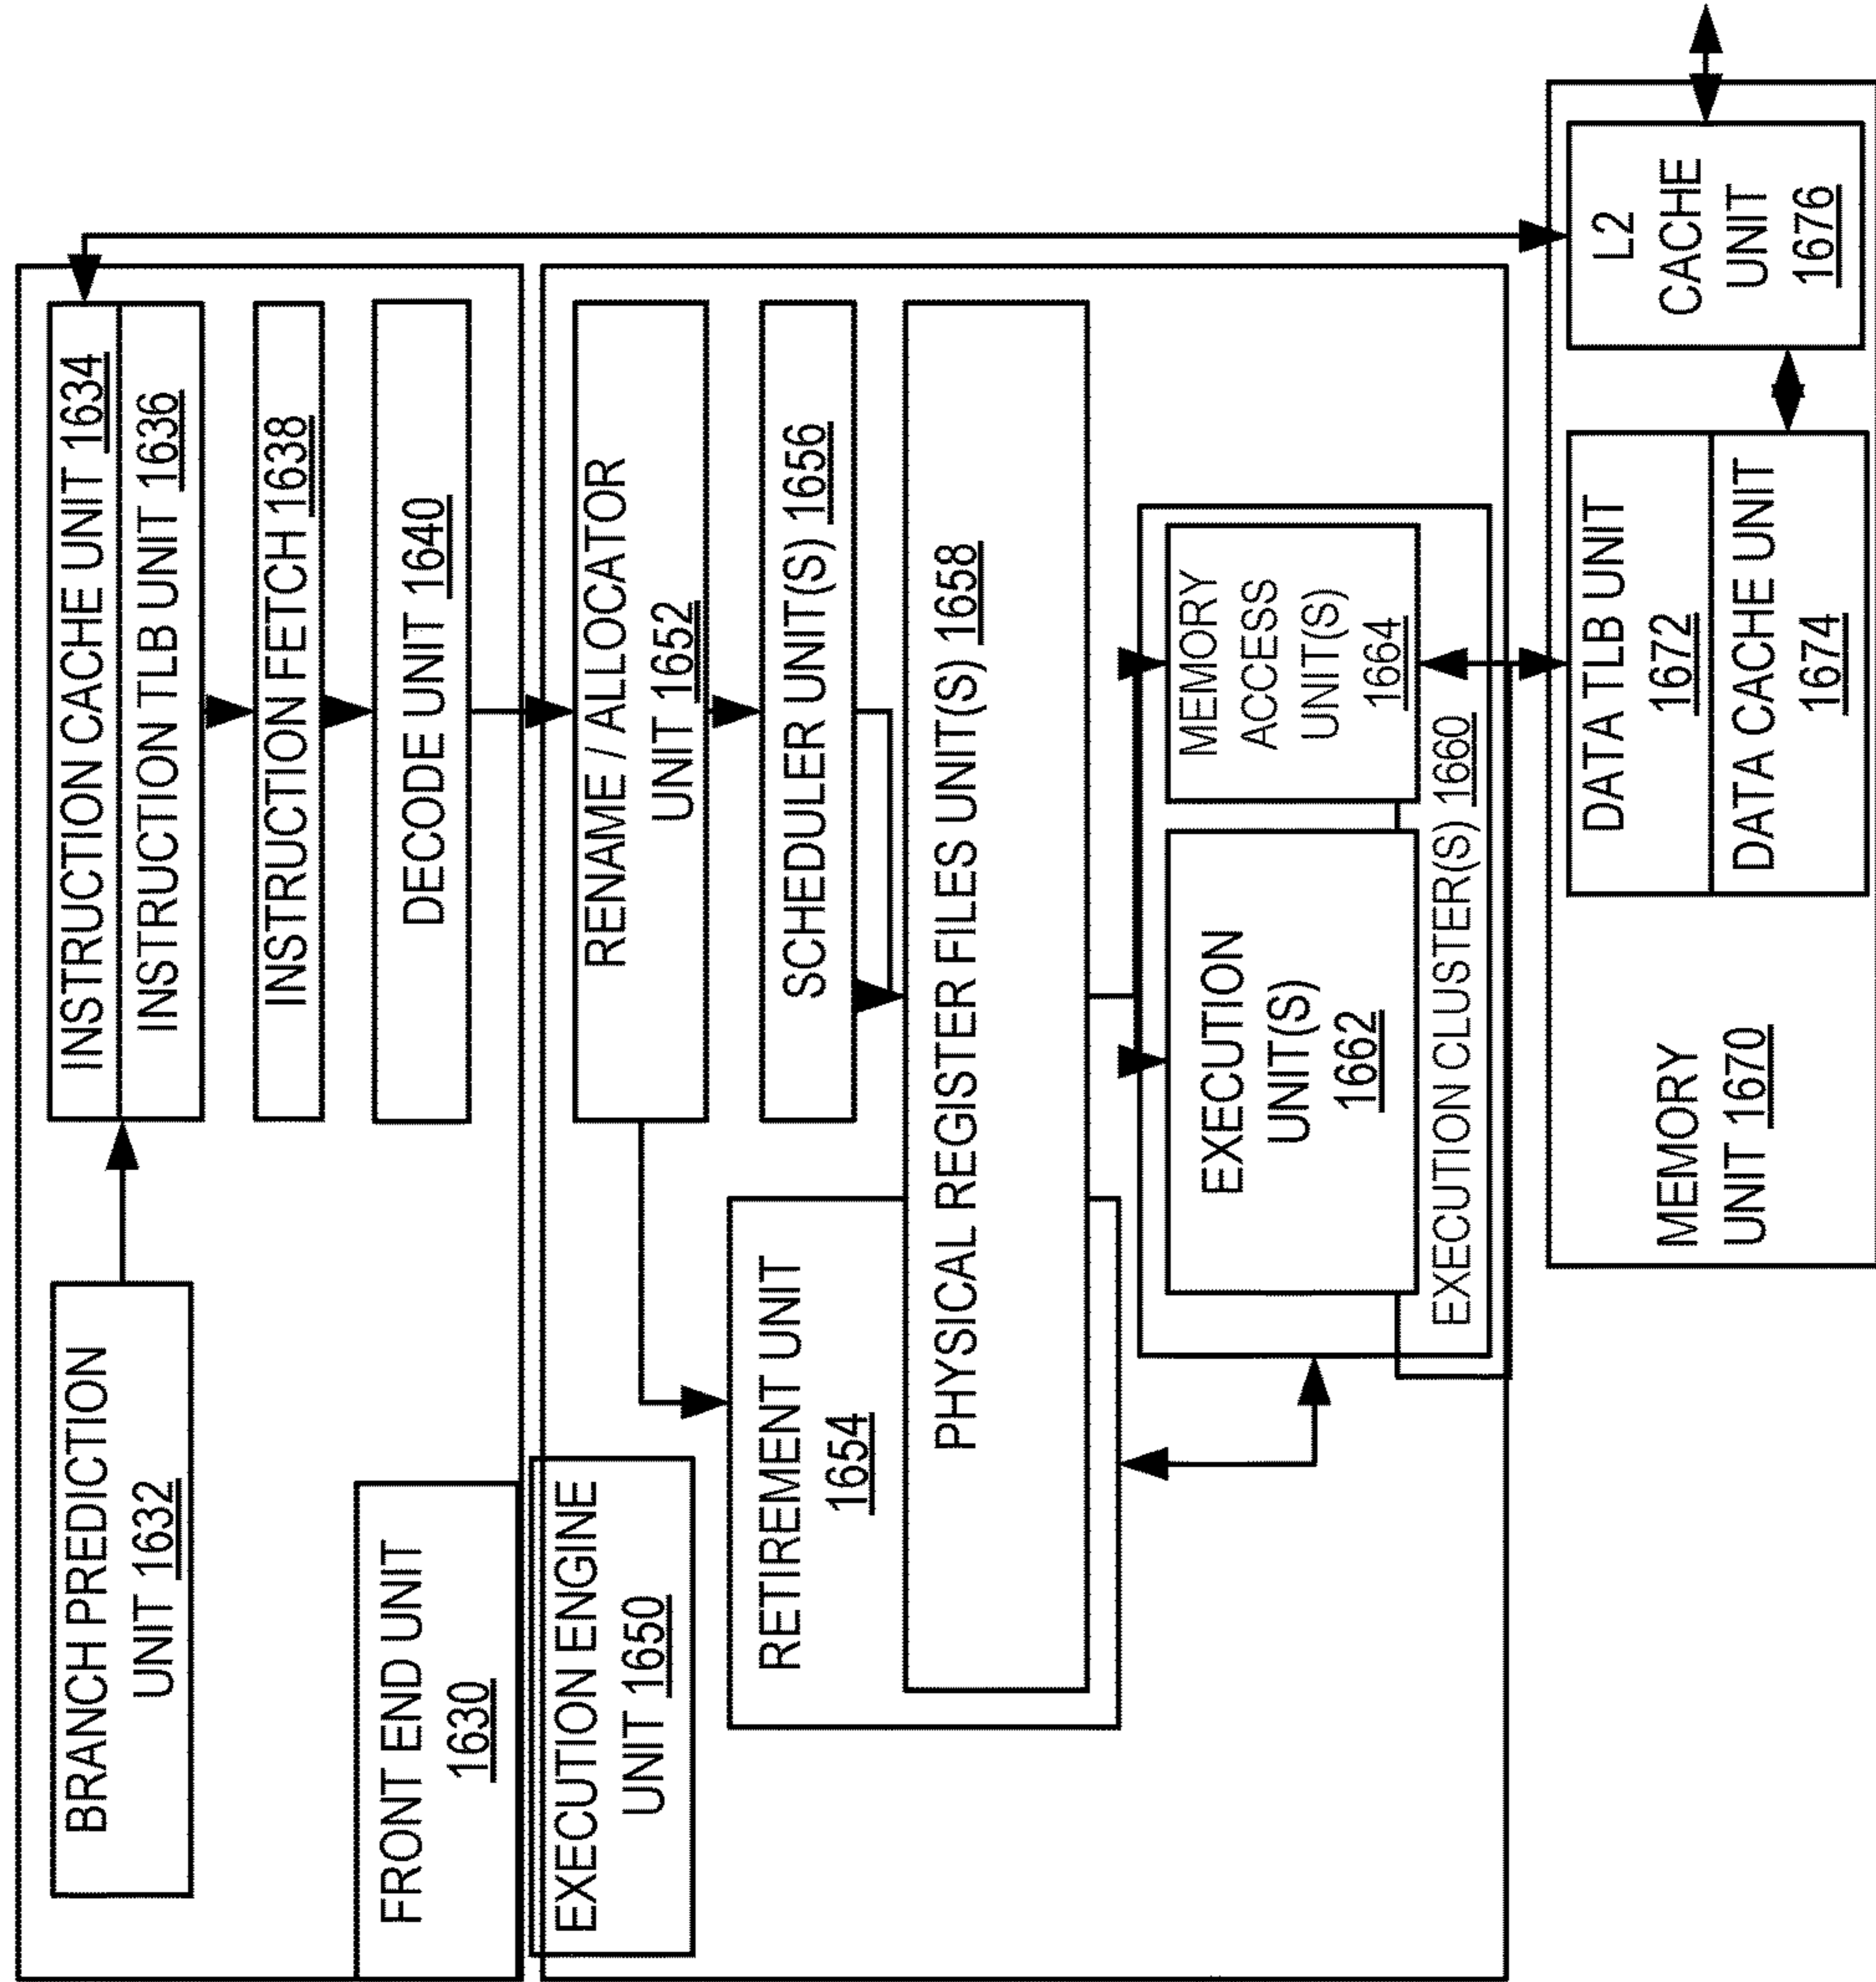 BRANCH PREDICTION
UNIT 1632
INSTRUCTION CACHE UNIT 1634
INSTRUCTION TLB UNIT 1636
INSTRUCTION FETCH 1638
DECODE UNIT 1640
FRONT END UNIT
1630
EXECUTION ENGINE
UNIT 1650
RENAME / ALLOCATOR
UNIT 1652
RETIREMENT UNIT
1654
SCHEDULER UNIT(S) 1656
PHYSICAL REGISTER FILES UNIT(S) 1658
EXECUTION
UNIT(S)
1662
MEMORY
ACCESS
UNIT(S)
1664
EXECUTION CLUSTER(S) 1660
MEMORY
UNIT 1670
DATA TLB UNIT
1672
DATA CACHE UNIT
1674
L2
CACHE
UNIT
1676